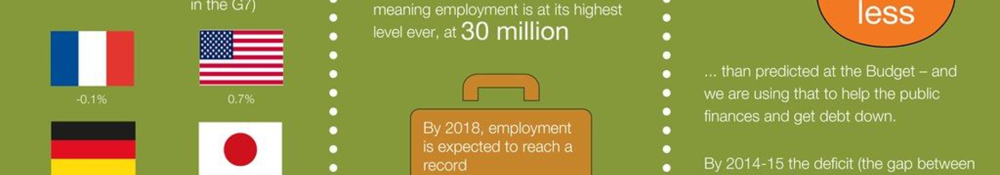 in the G7)
-0.1%
0.7%
meaning employment is at its highest
level ever, at 30 million
By 2018, employment
is expected to reach a
record
less
... than predicted at the Budget – and
we are using that to help the public
finances and get debt down.
By 2014-15 the deficit (the gap between